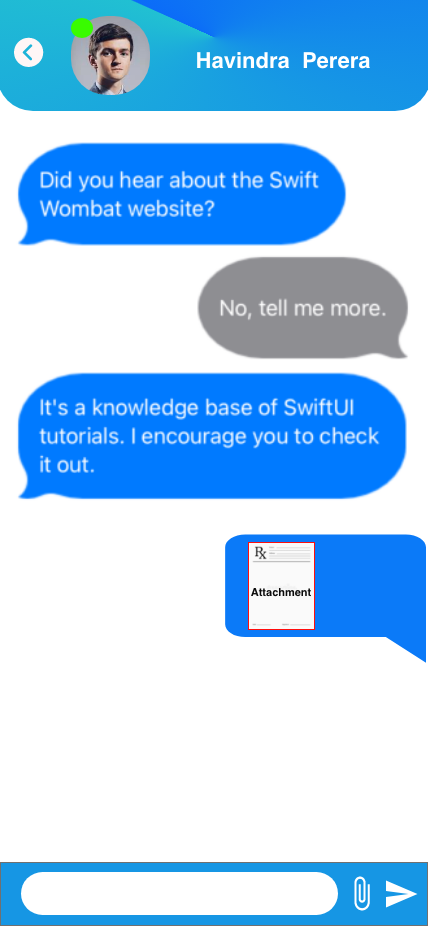 Havindra Perera
Did you hear about the Swift
Wombat website?
No, tell me more.
It's a knowledge base of SwiftUI
tutorials. I encourage you to check
it out.
Rx
Attachment